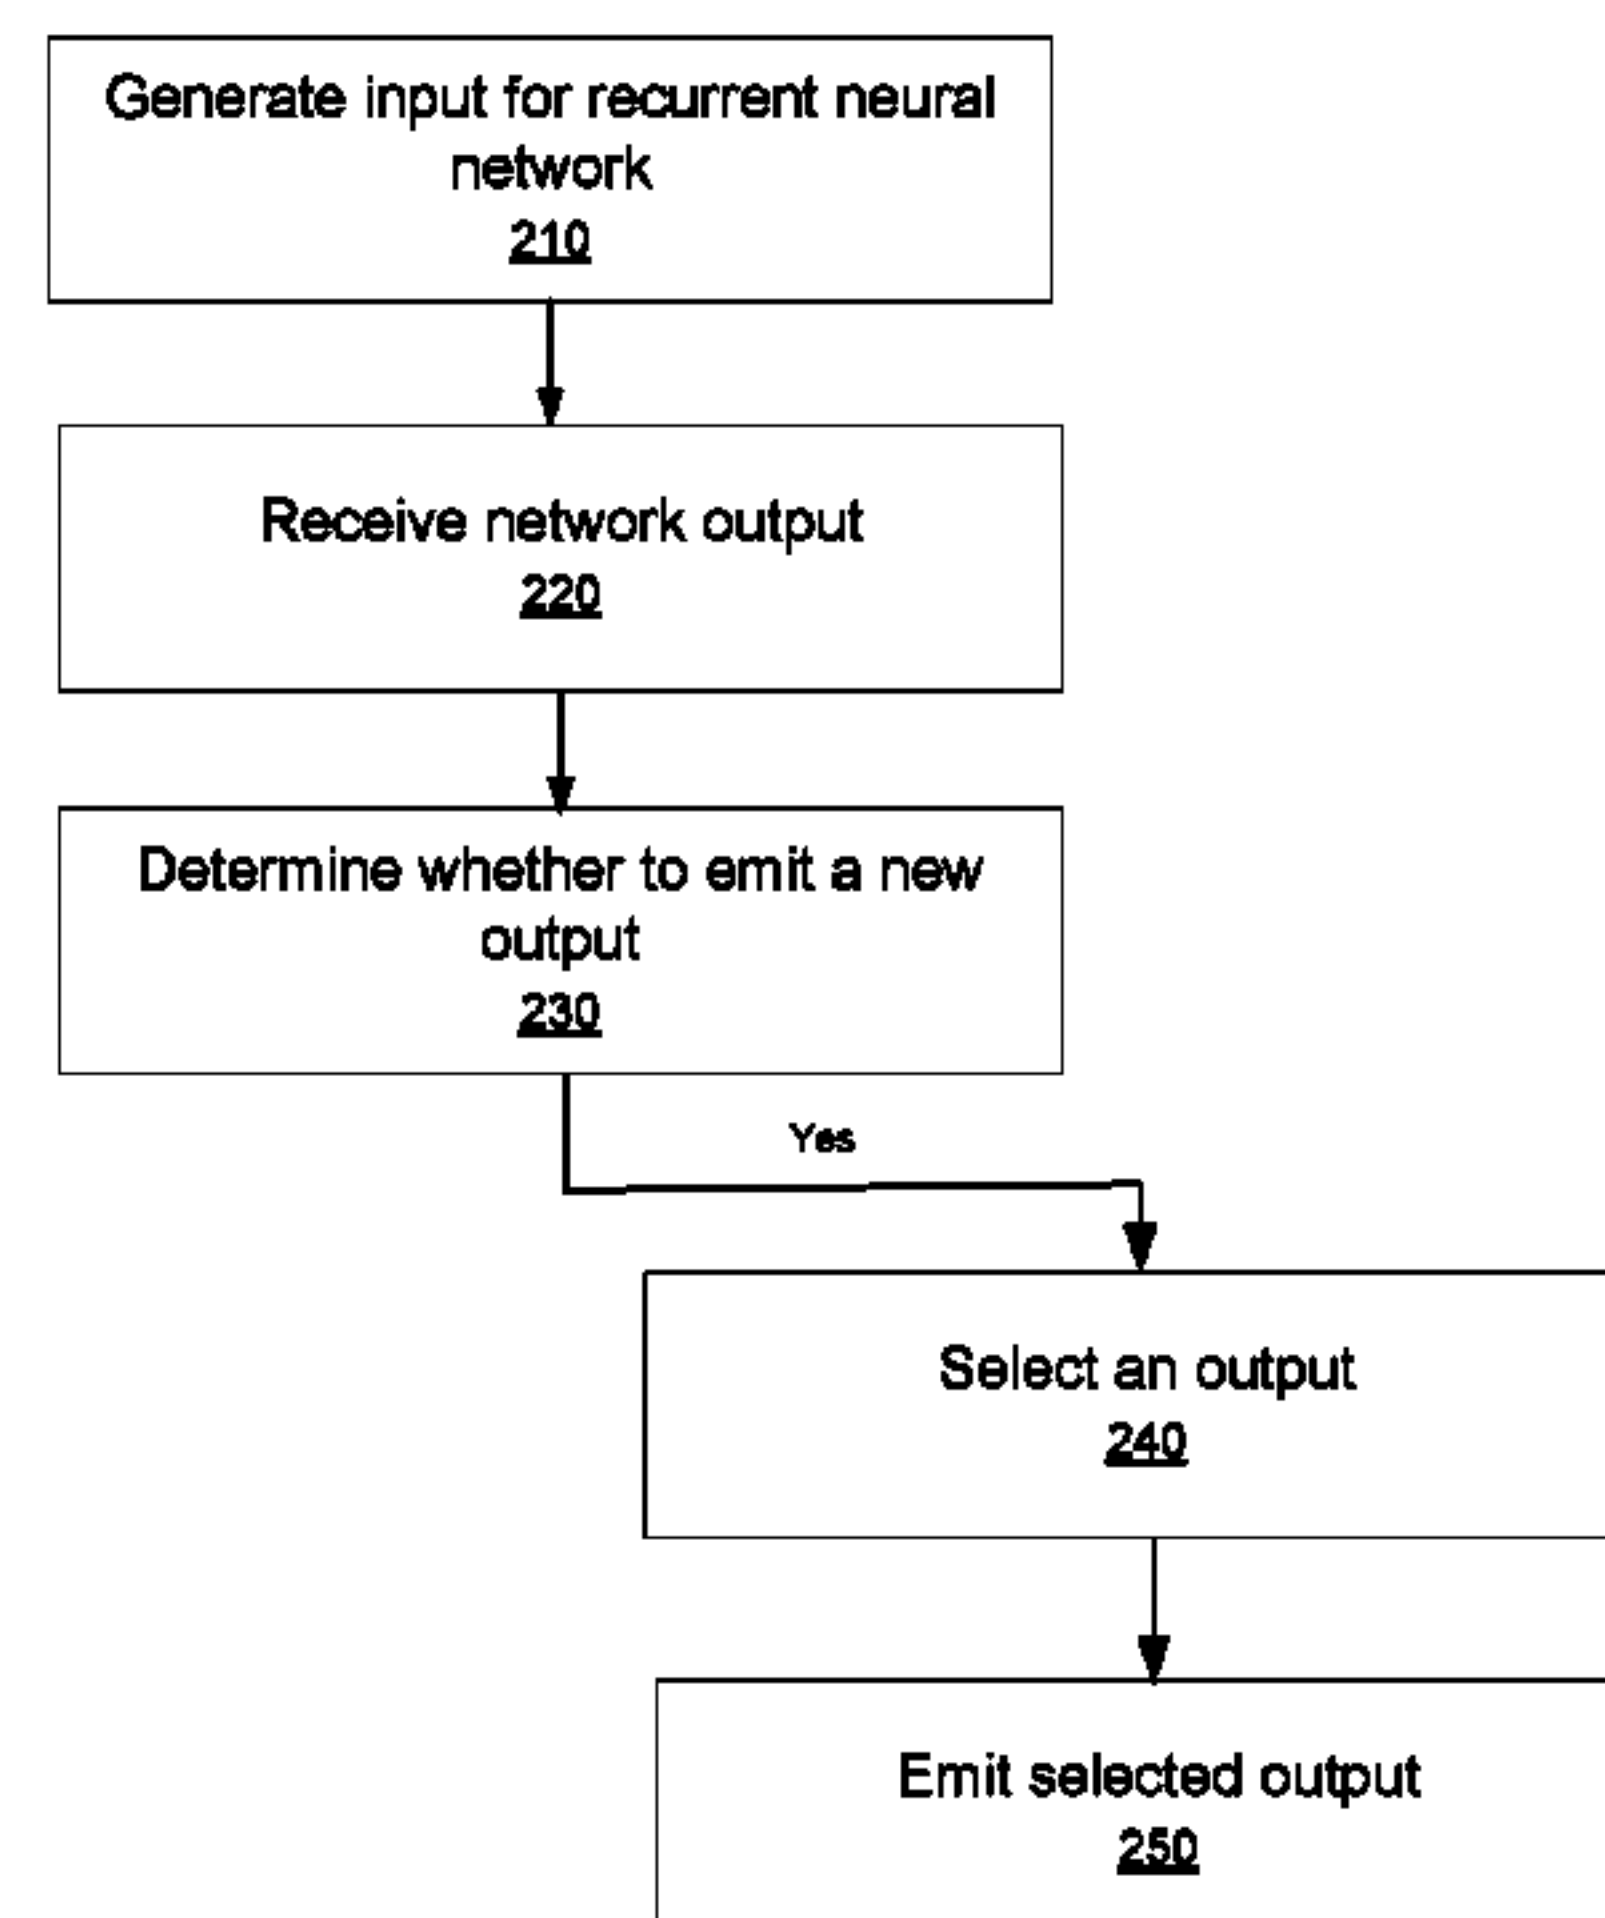 Generate input for recurrent neural
network
210
Receive network output
220
Determine whether to emit a new
output
230
Yes
Select an output
240
Emit selected output
250